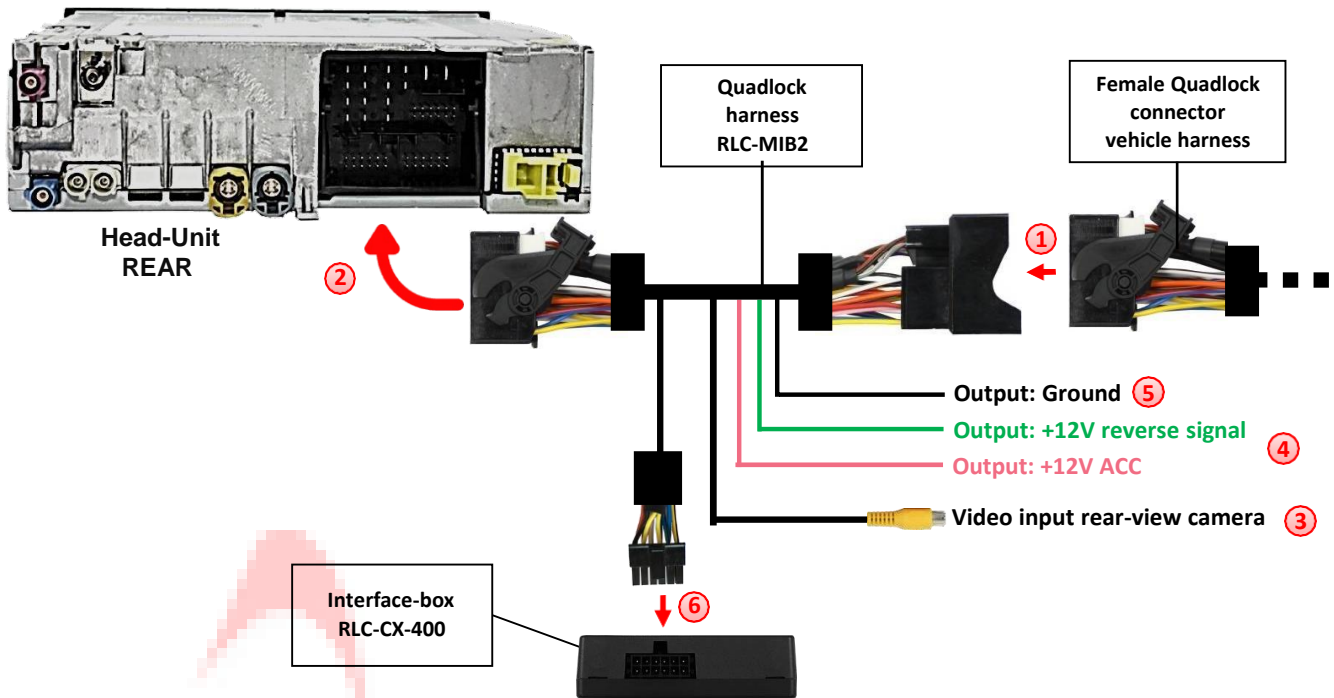 Quadlock
harness
RLC-MIB2
Female Quadlock
connector
vehicle harness
Head-Unit
REAR
1
2
Output: Ground
5
Output: +12V reverse signal
4
Output: +12V ACC
Video input rear-view camera
3
6
Interface-box
RLC-CX-400